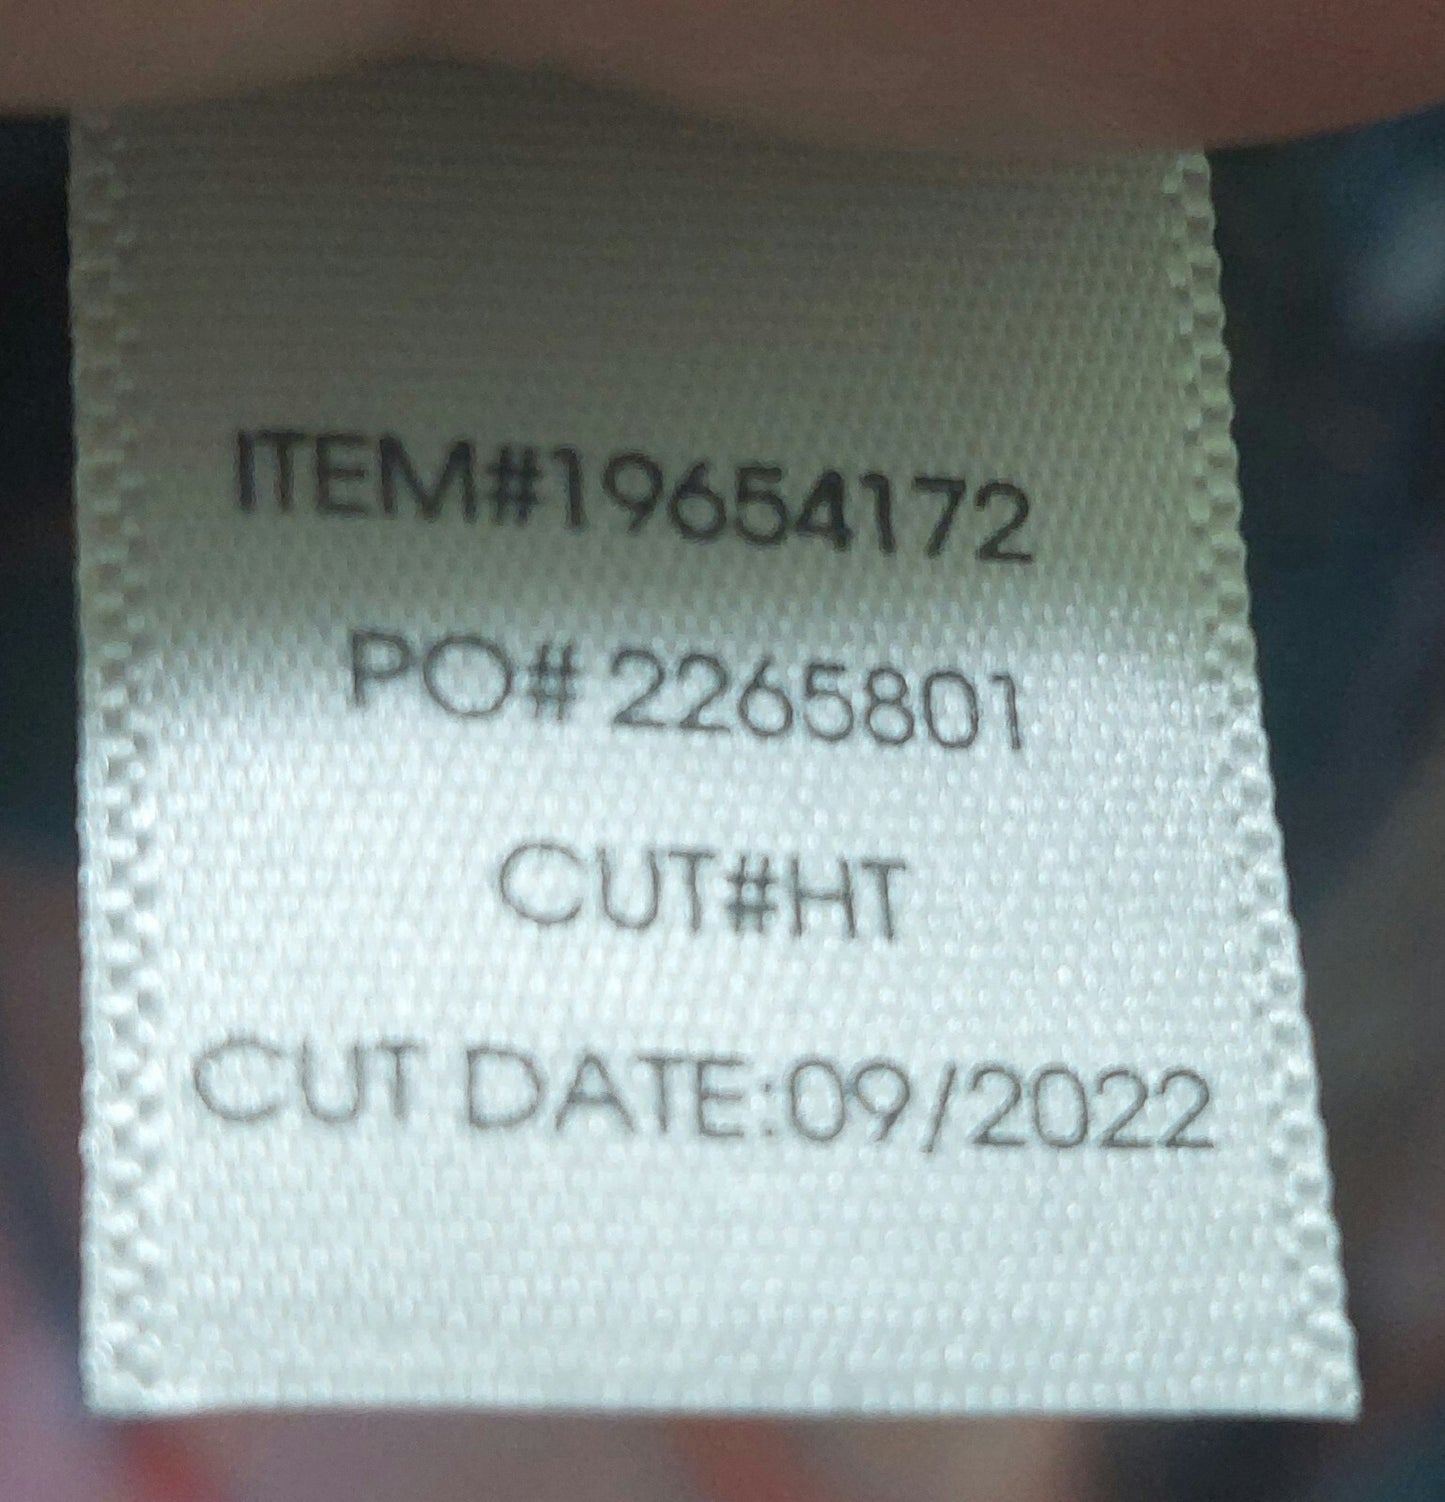 ITEM#19654172
PO# 2265801
CUT#HT
CUT DATE:09/2022